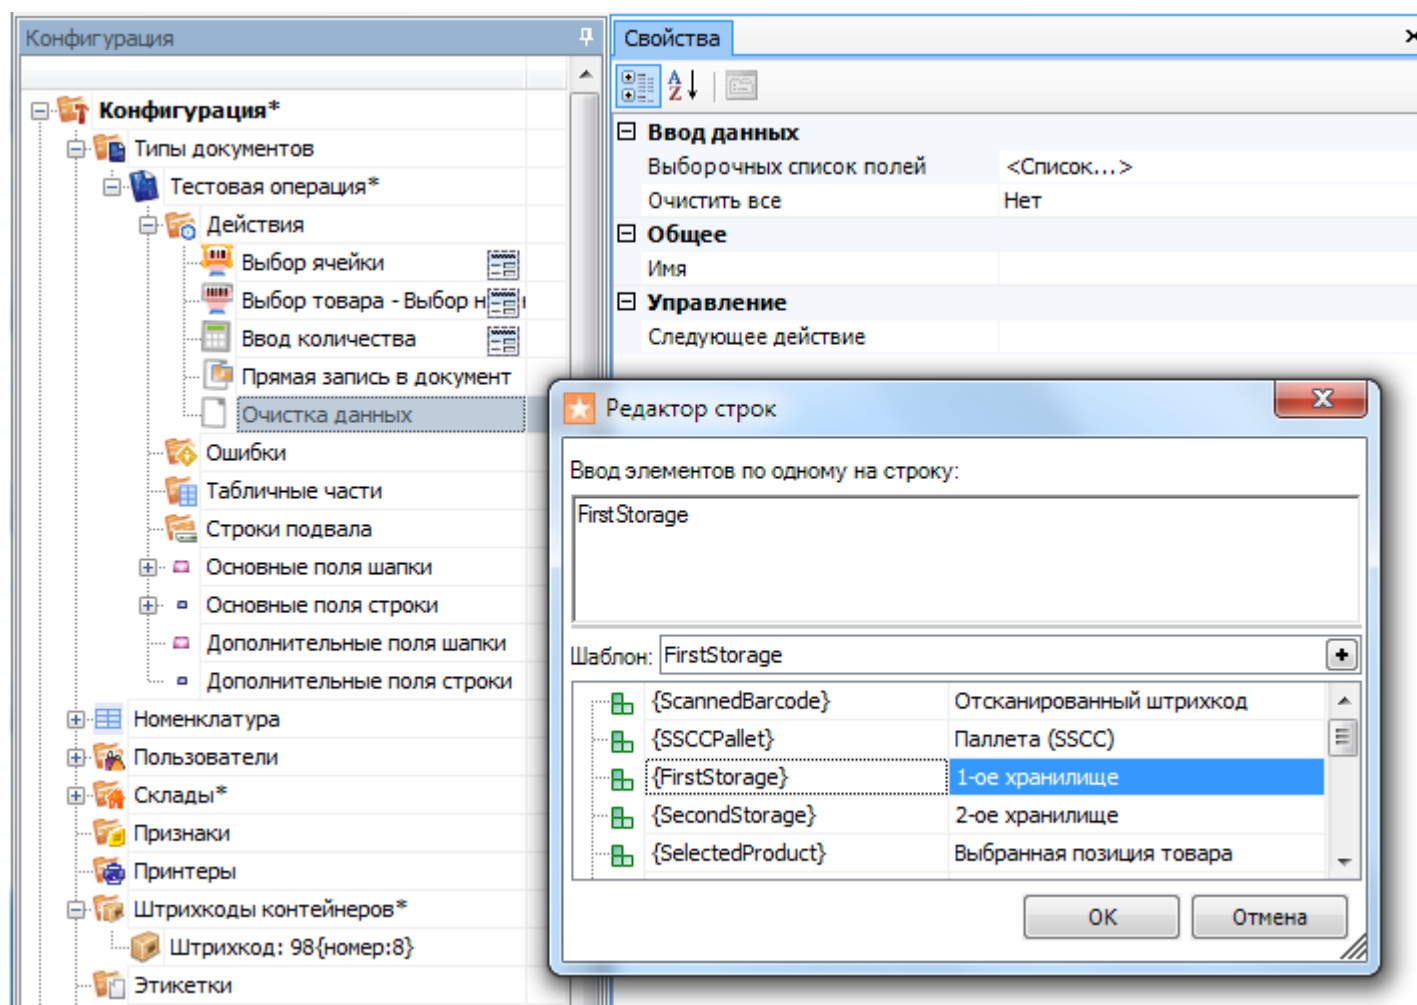 Конфигурация
Конфигурация*
Типы документов
Тестовая операция*
Действия
Выбор ячейки
Выбор товара - Выбор н
Ввод количества
Прямая запись в документ
Очистка данных
Ошибки
Табличные части
Строки подвала
Основные поля шапки
Основные поля строки
Дополнительные поля шапки
Дополнительные поля строки
Номенклатура
Пользователи
Склады*
Признаки
Принтеры
Штрихкоды контейнеров*
Штрихкод: 98{номер:8}
Этикетки
Свойства
Ввод данных
Выборочных список полей <Список...>
Очистить все Нет
Общее
Имя
Управление
Следующее действие
Редактор строк
Ввод элементов по одному на строку:
FirstStorage
Шаблон: FirstStorage
{ScannedBarcode} Отсканированный штрихкод
{SSCCPallet} Паллета (SSCC)
{FirstStorage} 1-ое хранилище
{SecondStorage} 2-ое хранилище
{SelectedProduct} Выбранная позиция товара
OK Отмена